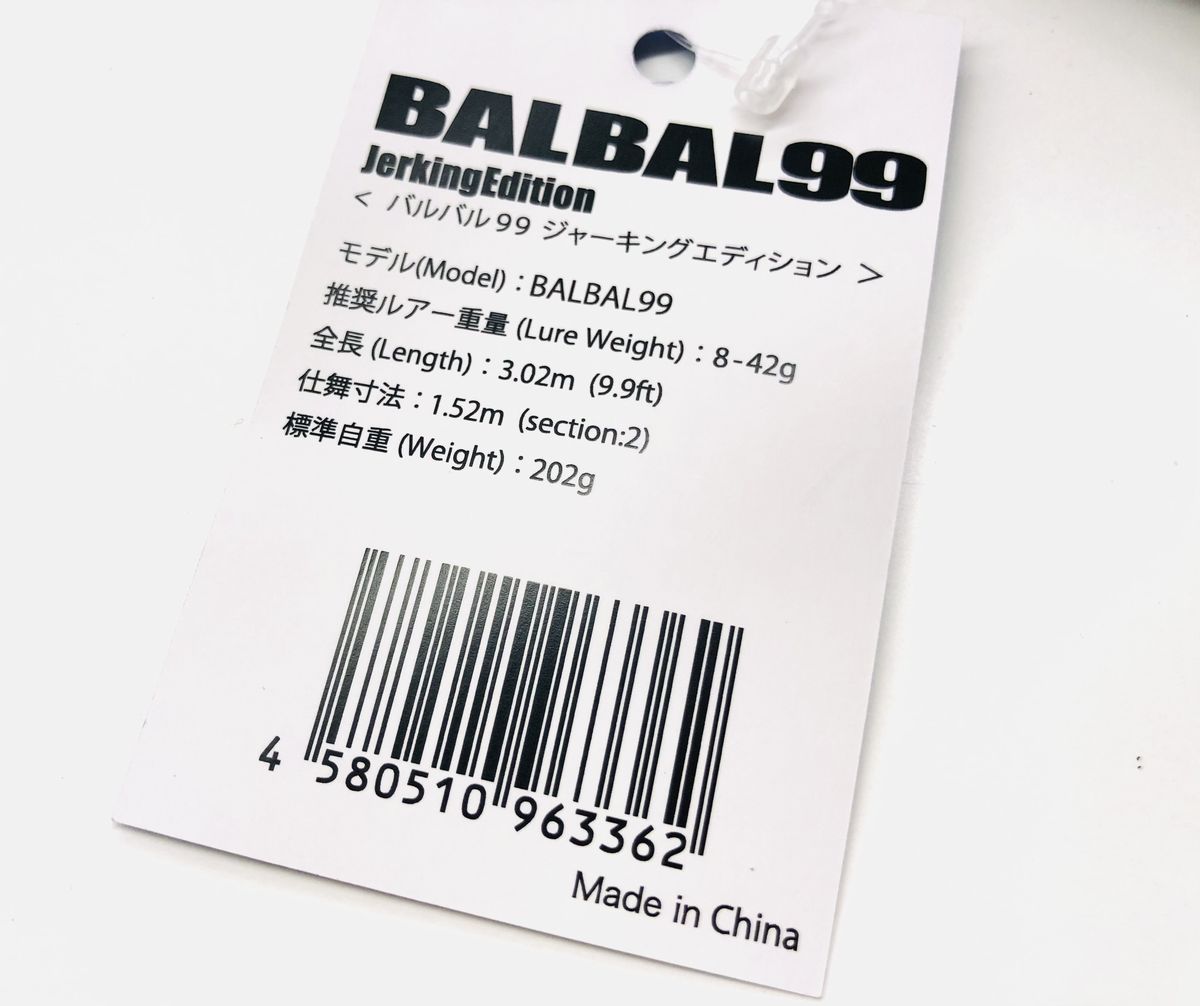 BALBAL99
JerkingEdition
< バルバル99 ジャーキングエディション >
モデル(Model)：BALBAL99
推奨ルアー重量 (Lure Weight)：8-42g
全長 (Length)：3.02m (9.9ft)
仕舞寸法：1.52m (section:2)
標準自重 (Weight)：202g
4 580510 963362
Made in China